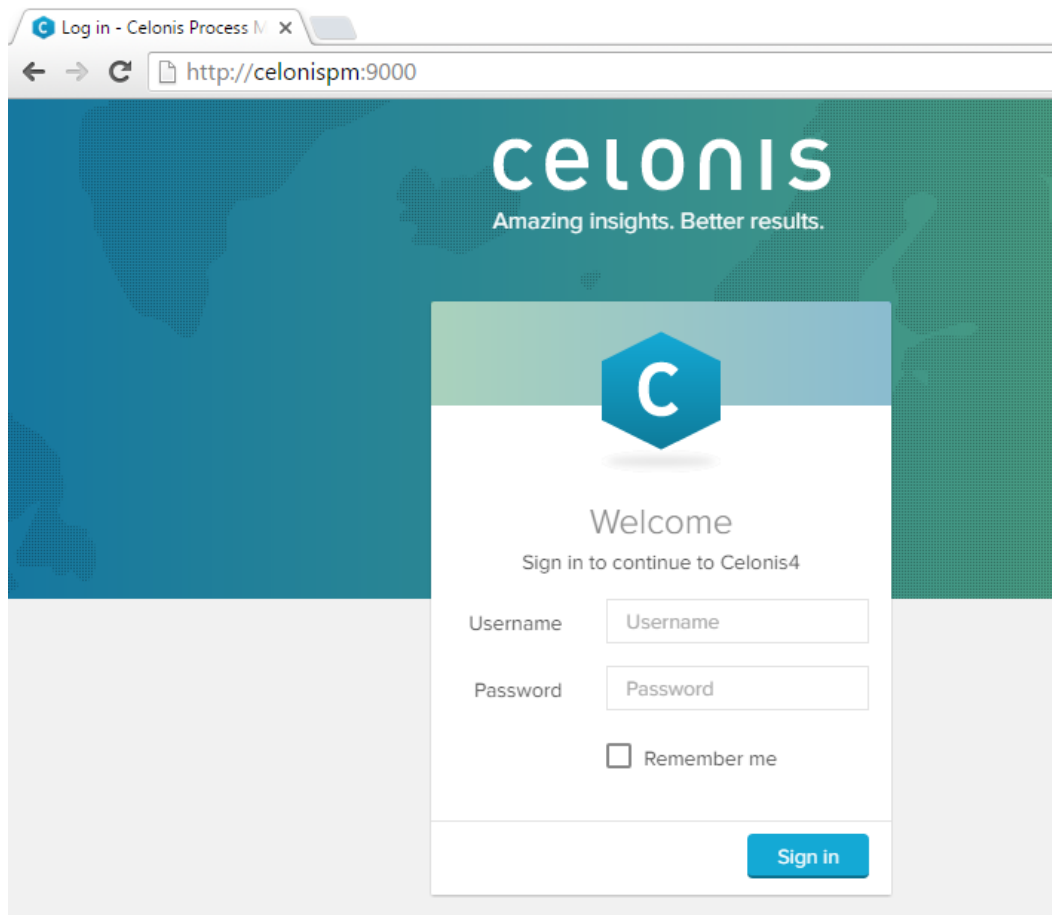 Log in - Celonis Process M
http://celonispm:9000
celonis
Amazing insights. Better results.
C
Welcome
Sign in to continue to Celonis4
Username Username
Password Password
Remember me
Sign in